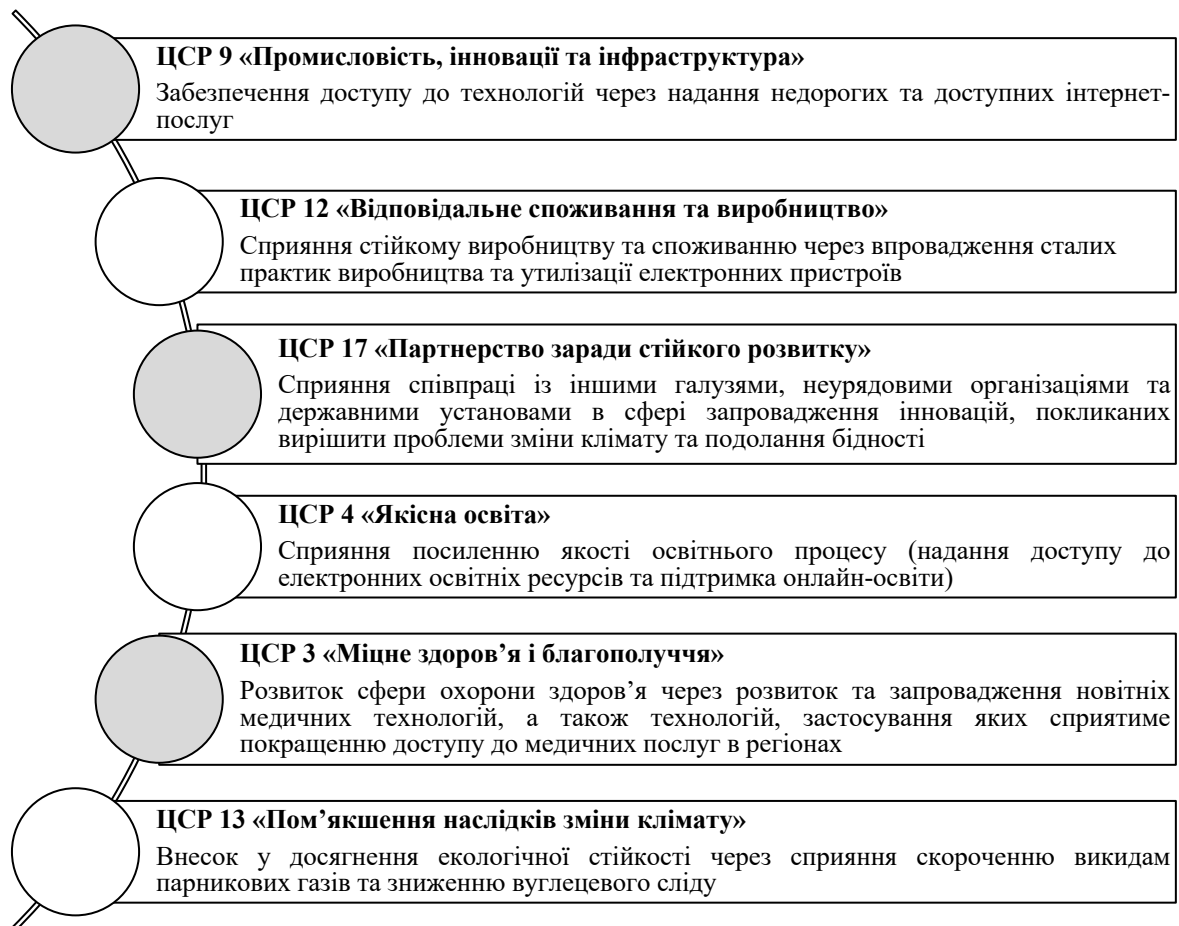 ЦСР 9 «Промисловість, інновації та інфраструктура»
Забезпечення доступу до технологій через надання недорогих та доступних інтернет-
послуг
ЦСР 12 «Відповідальне споживання та виробництво»
Сприяння стійкому виробництву та споживанню через впровадження сталих
практик виробництва та утилізації електронних пристроїв
ЦСР 17 «Партнерство заради стійкого розвитку»
Сприяння співпраці із іншими галузями, неурядовими організаціями та
державними установами в сфері запровадження інновацій, покликаних
вирішити проблеми зміни клімату та подолання бідності
ЦСР 4 «Якісна освіта»
Сприяння посиленню якості освітнього процесу (надання доступу до
електронних освітніх ресурсів та підтримка онлайн-освіти)
ЦСР 3 «Міцне здоров’я і благополуччя»
Розвиток сфери охорони здоров’я через розвиток та запровадження новітніх
медичних технологій, а також технологій, застосування яких сприятиме
покращенню доступу до медичних послуг в регіонах
ЦСР 13 «Пом’якшення наслідків зміни клімату»
Внесок у досягнення екологічної стійкості через сприяння скороченню викидам
парникових газів та зниженню вуглецевого сліду